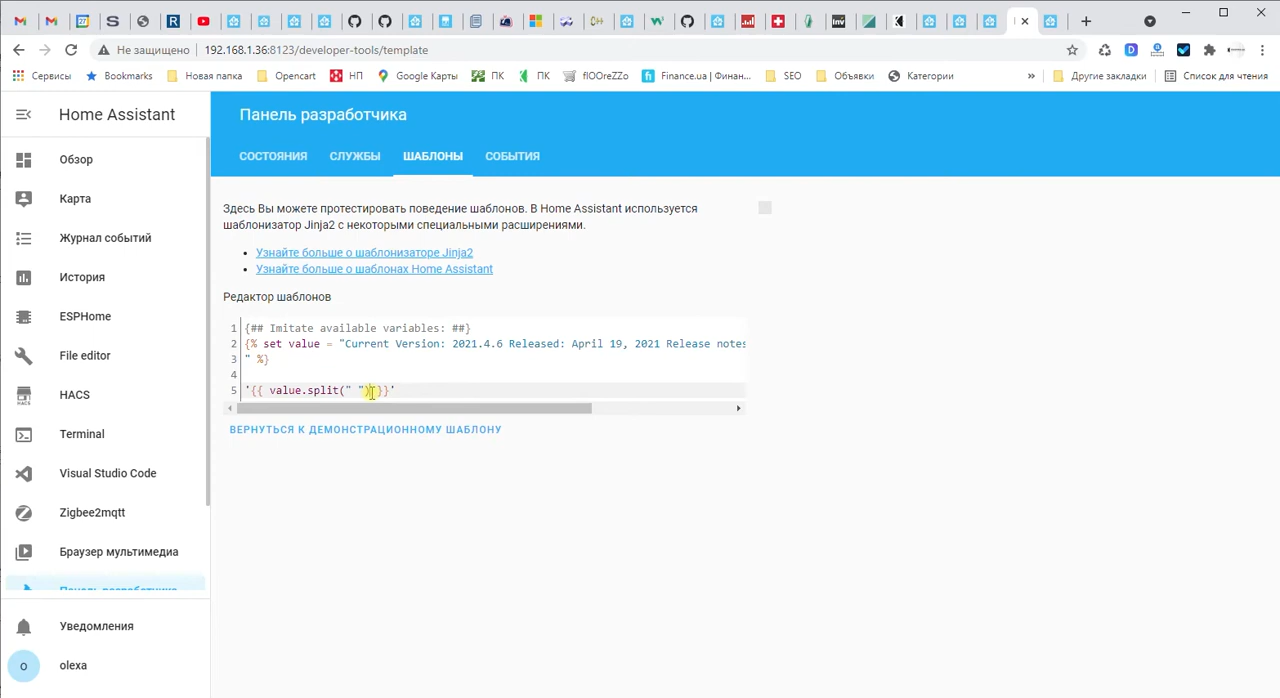 Не защищено
192.168.1.36:8123/developer-tools/template
Сервисы
Bookmarks
Новая папка
Opencart
НП
Google Карты
ПК
ПК
flOOreZZo
Finance.ua | Финан...
SEO
Объявки
Категории
»
Другие закладки
Список для чтения
Home Assistant
Обзор
Карта
Журнал событий
История
ESPHome
File editor
HACS
Terminal
Visual Studio Code
Zigbee2mqtt
Браузер мультимедиа
Панель разработчика
Уведомления
o
olexa
Панель разработчика
СОСТОЯНИЯ
СЛУЖБЫ
ШАБЛОНЫ
СОБЫТИЯ
Здесь Вы можете протестировать поведение шаблонов. В Home Assistant используется
шаблонизатор Jinja2 с некоторыми специальными расширениями.
• Узнайте больше о шаблонизаторе Jinja2
• Узнайте больше о шаблонах Home Assistant
Редактор шаблонов
1 {## Imitate available variables: ##}
2 {% set value = "Current Version: 2021.4.6 Released: April 19, 2021 Release notes
3 " %}
4
5 '{{ value.split(" ") }}'
ВЕРНУТЬСЯ К ДЕМОНСТРАЦИОННОМУ ШАБЛОНУ